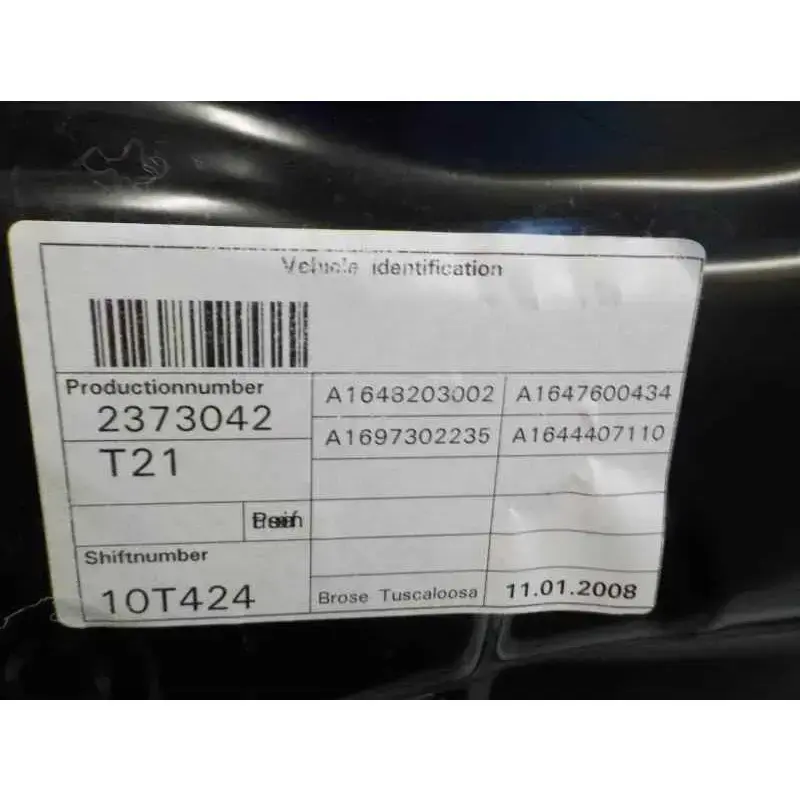 Vehicle identification
Productionnumber
2373042
T21
A1648203002 A1647600434
A1697302235 A1644407110
Shiftnumber
10T424
Brose Tuscaloosa 11.01.2008